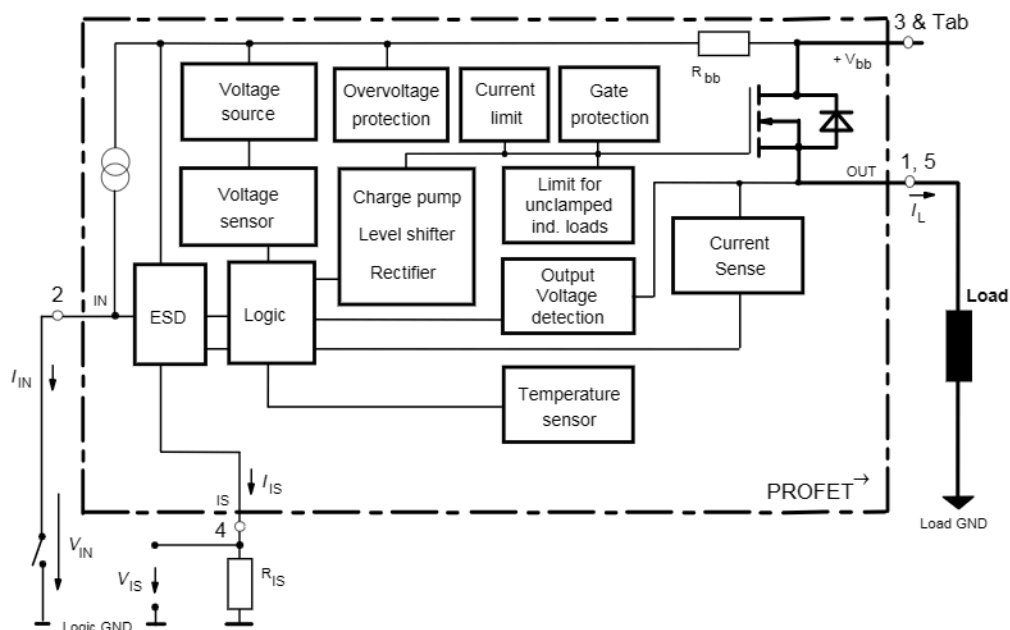 3 & Tab
R bb
+ V bb
Voltage
source
Overvoltage
protection
Current
limit
Gate
protection
Voltage
sensor
Charge pump
Level shifter
Rectifier
Limit for
unclamped
ind. loads
OUT
1, 5
I L
Current
Sense
Output
Voltage
detection
Load
2
IN
ESD
Logic
I IN
Temperature
sensor
I IS
IS
PROFET
4
Load GND
V IN
V IS
R IS
Logic GND